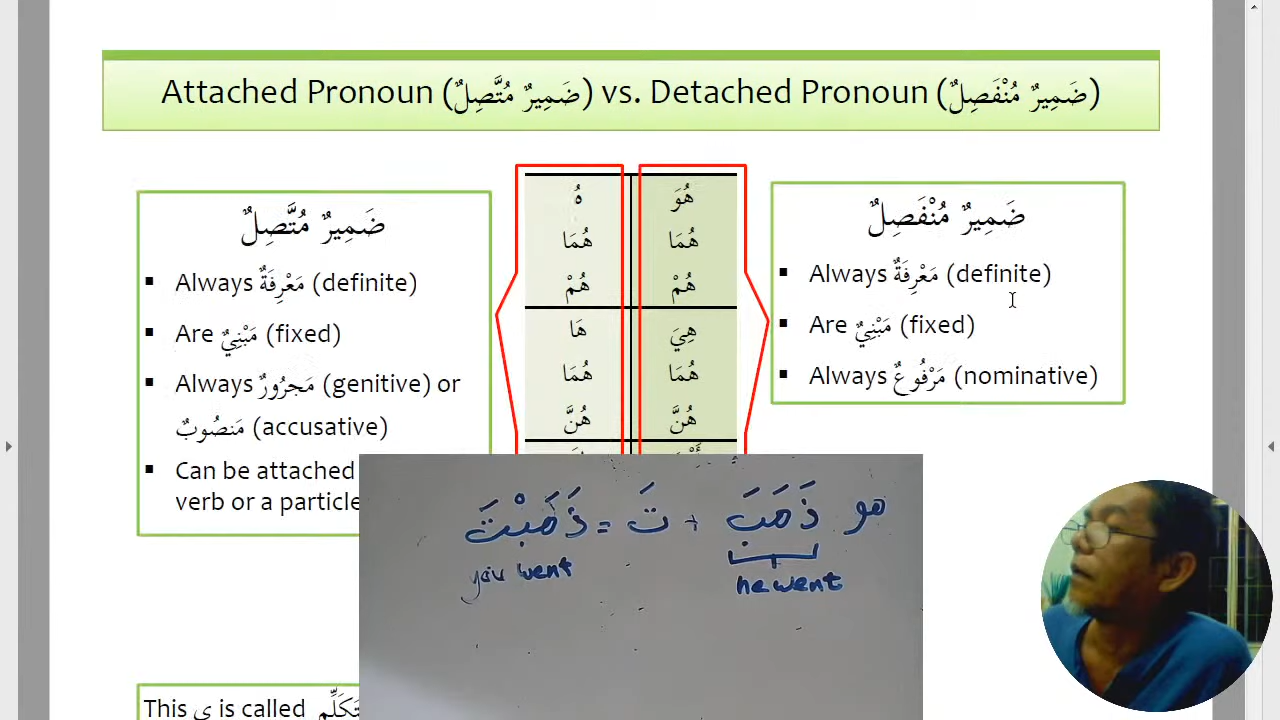 Attached Pronoun (ضَمِيرٌ مُتَّصِلٌ) vs. Detached Pronoun (ضَمِيرٌ مُنْفَصِلٌ)
ضَمِيرٌ مُتَّصِلٌ
▪ Always مَعْرِفَةٌ (definite)
▪ Are مَبْنِيٌ (fixed)
▪ Always مَجرُورٌ (genitive) or
مَنصُوبٌ (accusative)
▪ Can be attached
verb or a particle
هُ هُوَ
هُمَا هُمَا
هُمْ هُمْ
هَا هِيَ
هُمَا هُمَا
هُنَّ هُنَّ
ضَمِيرٌ مُنْفَصِلٌ
▪ Always مَعْرِفَةٌ (definite)
▪ Are مَبْنِيٌ (fixed)
▪ Always مَرْفُوعٌ (nominative)
هو ذَهَبَ + تَ = ذَهَبْتَ
he went
you went
This ي is called